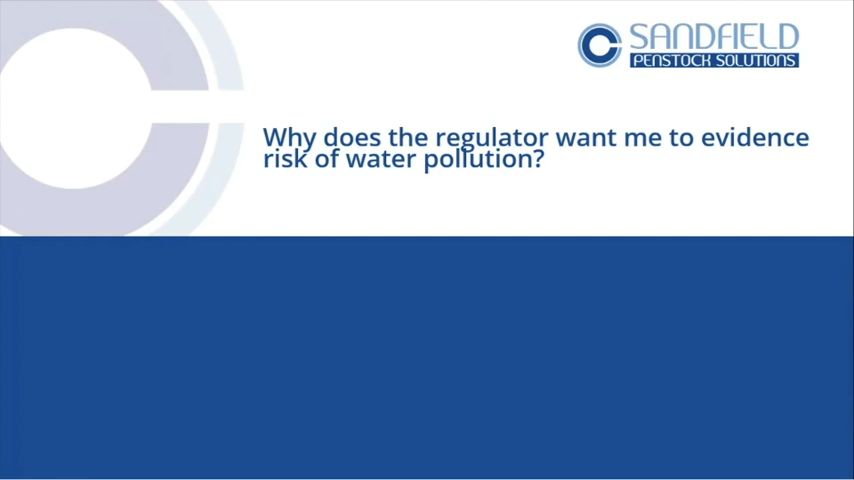 SANDFIELD
PENSTOCK SOLUTIONS
Why does the regulator want me to evidence
risk of water pollution?